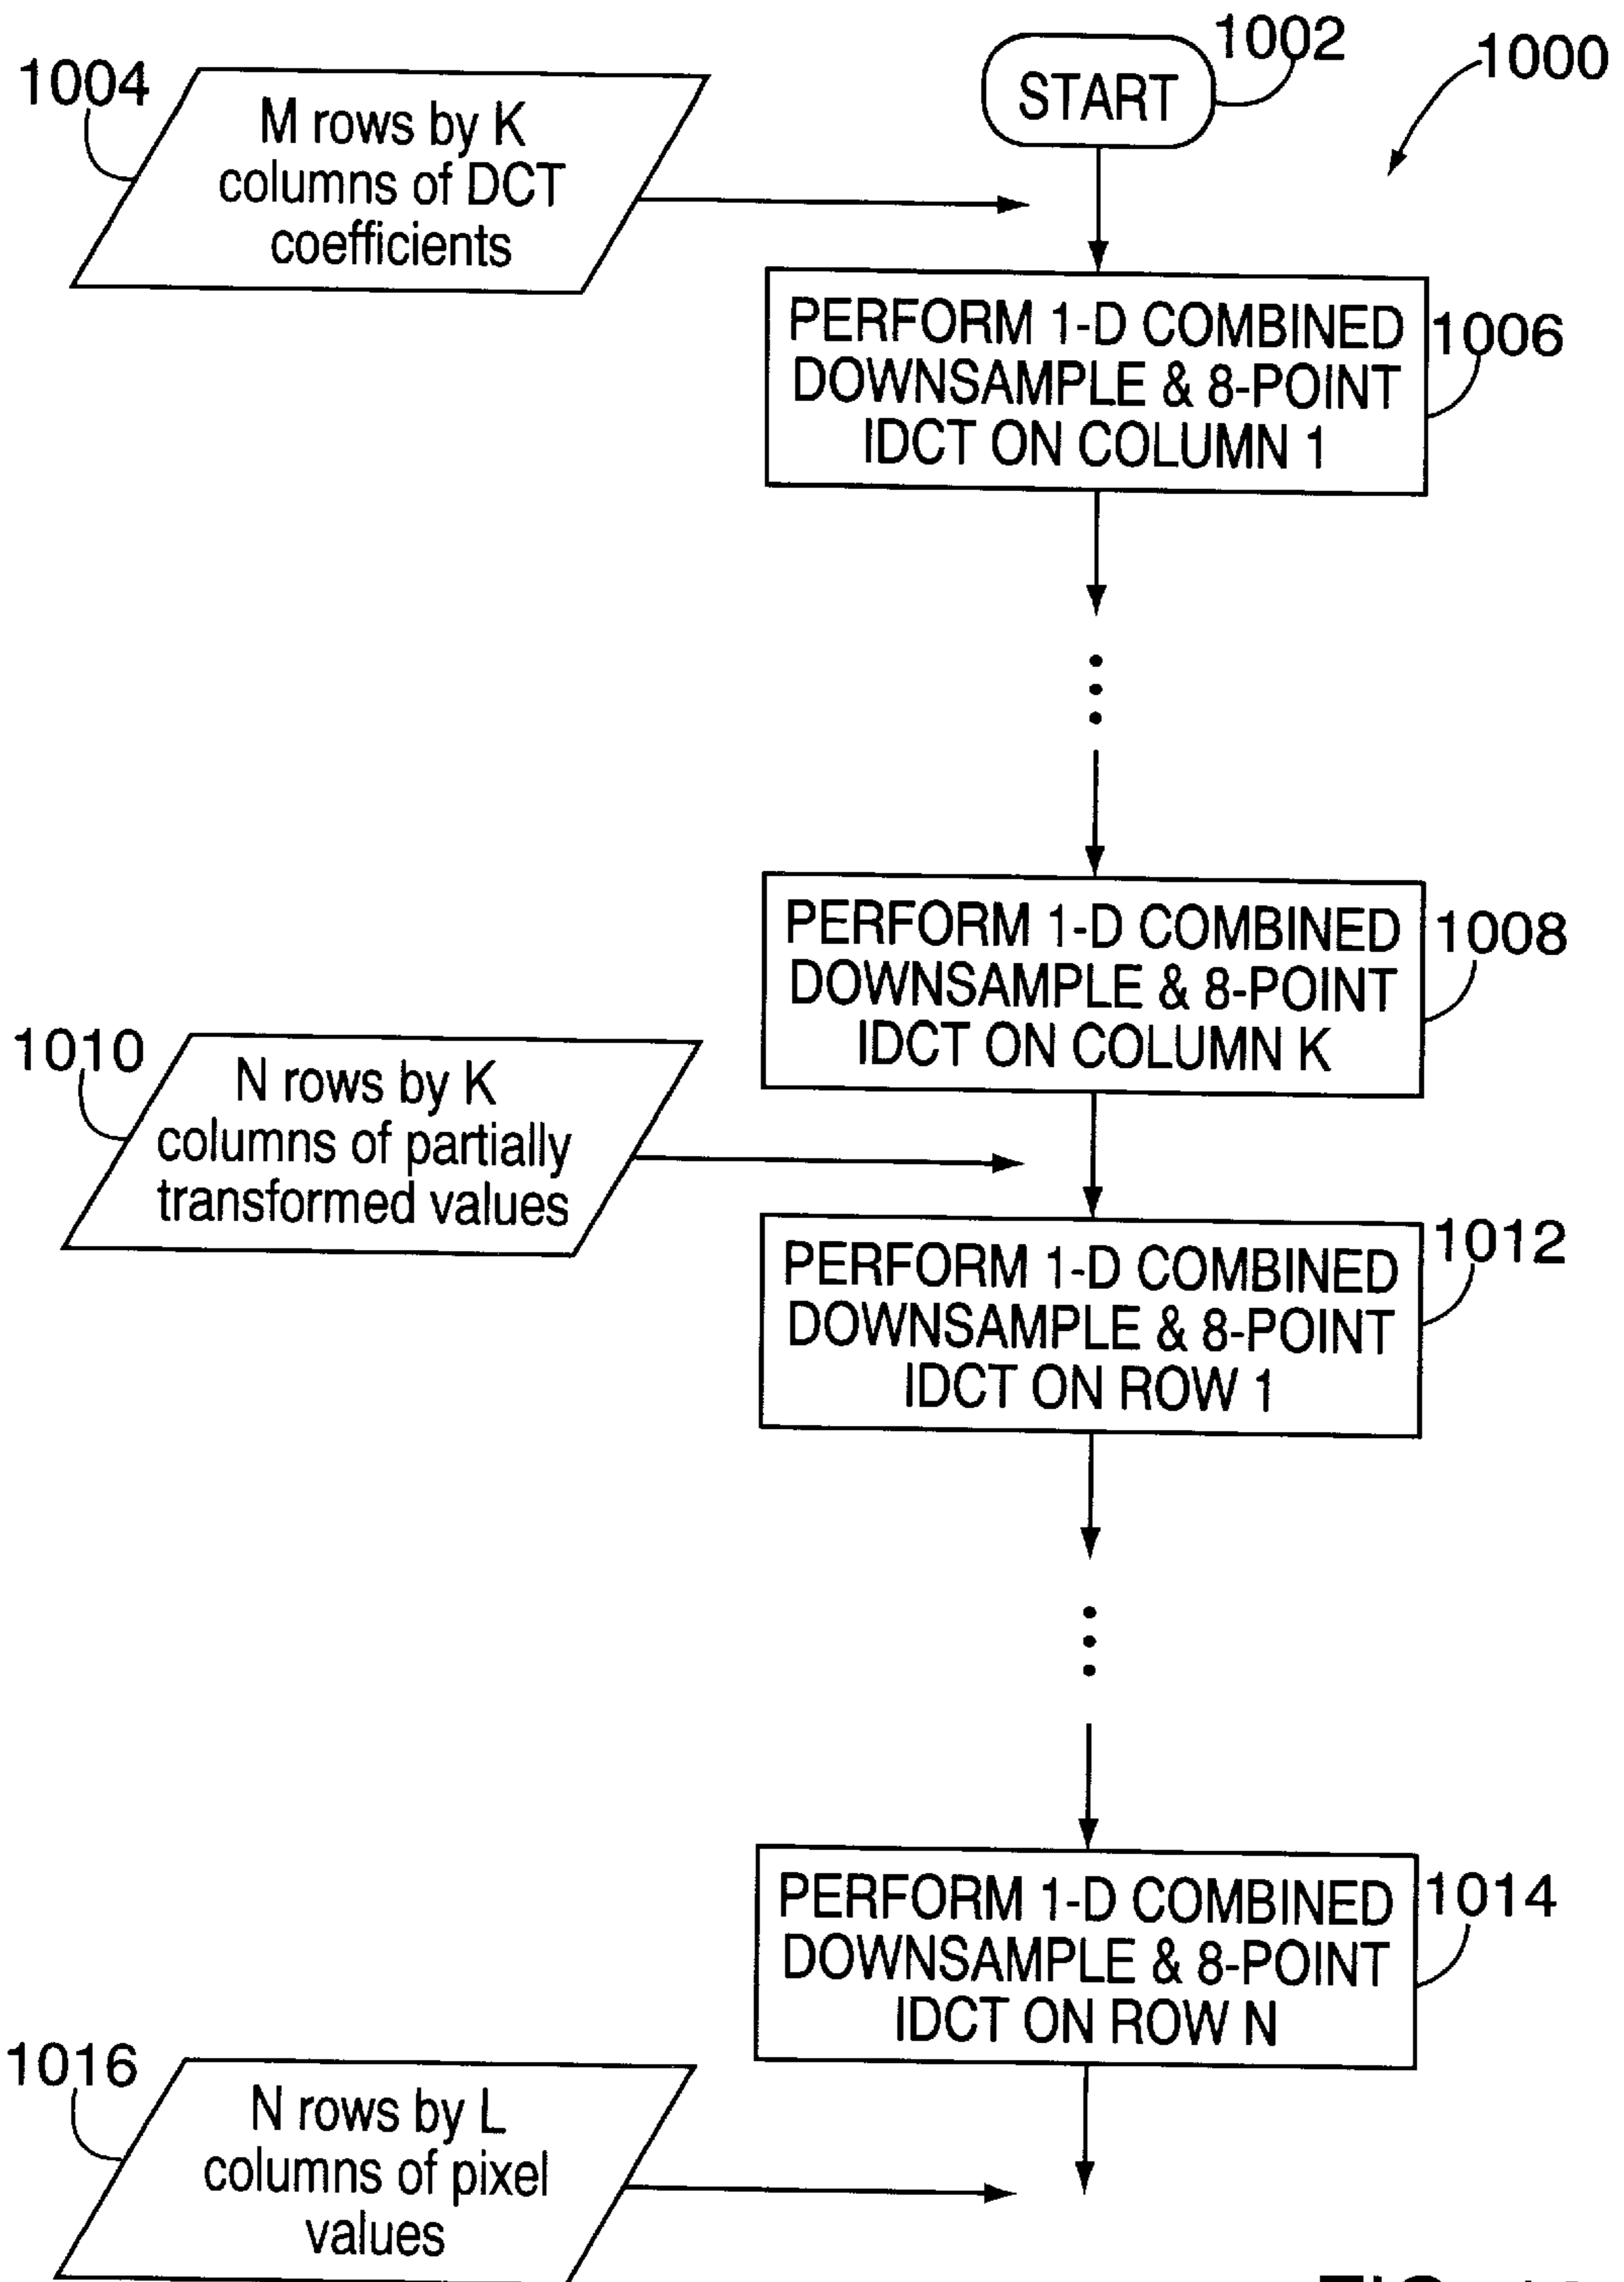 1002
START
1000
1004
M rows by K
columns of DCT
coefficients
PERFORM 1-D COMBINED
DOWNSAMPLE & 8-POINT
IDCT ON COLUMN 1
1006
PERFORM 1-D COMBINED
DOWNSAMPLE & 8-POINT
IDCT ON COLUMN K
1008
1010
N rows by K
columns of partially
transformed values
PERFORM 1-D COMBINED
DOWNSAMPLE & 8-POINT
IDCT ON ROW 1
1012
PERFORM 1-D COMBINED
DOWNSAMPLE & 8-POINT
IDCT ON ROW N
1014
1016
N rows by L
columns of pixel
values